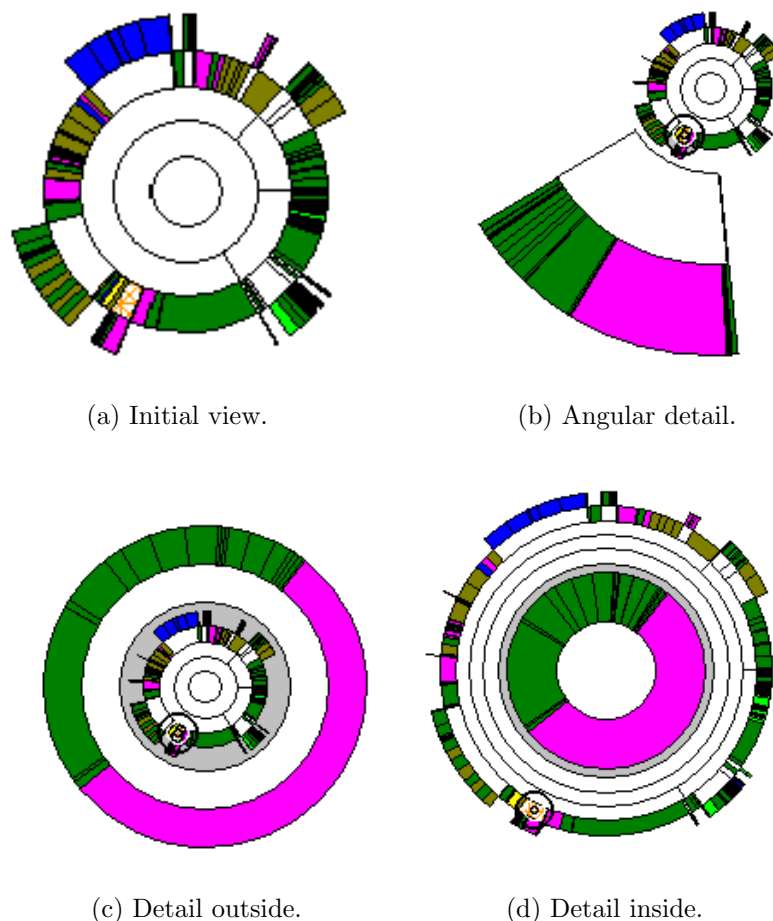 (a) Initial view.
(b) Angular detail.
(c) Detail outside.
(d) Detail inside.